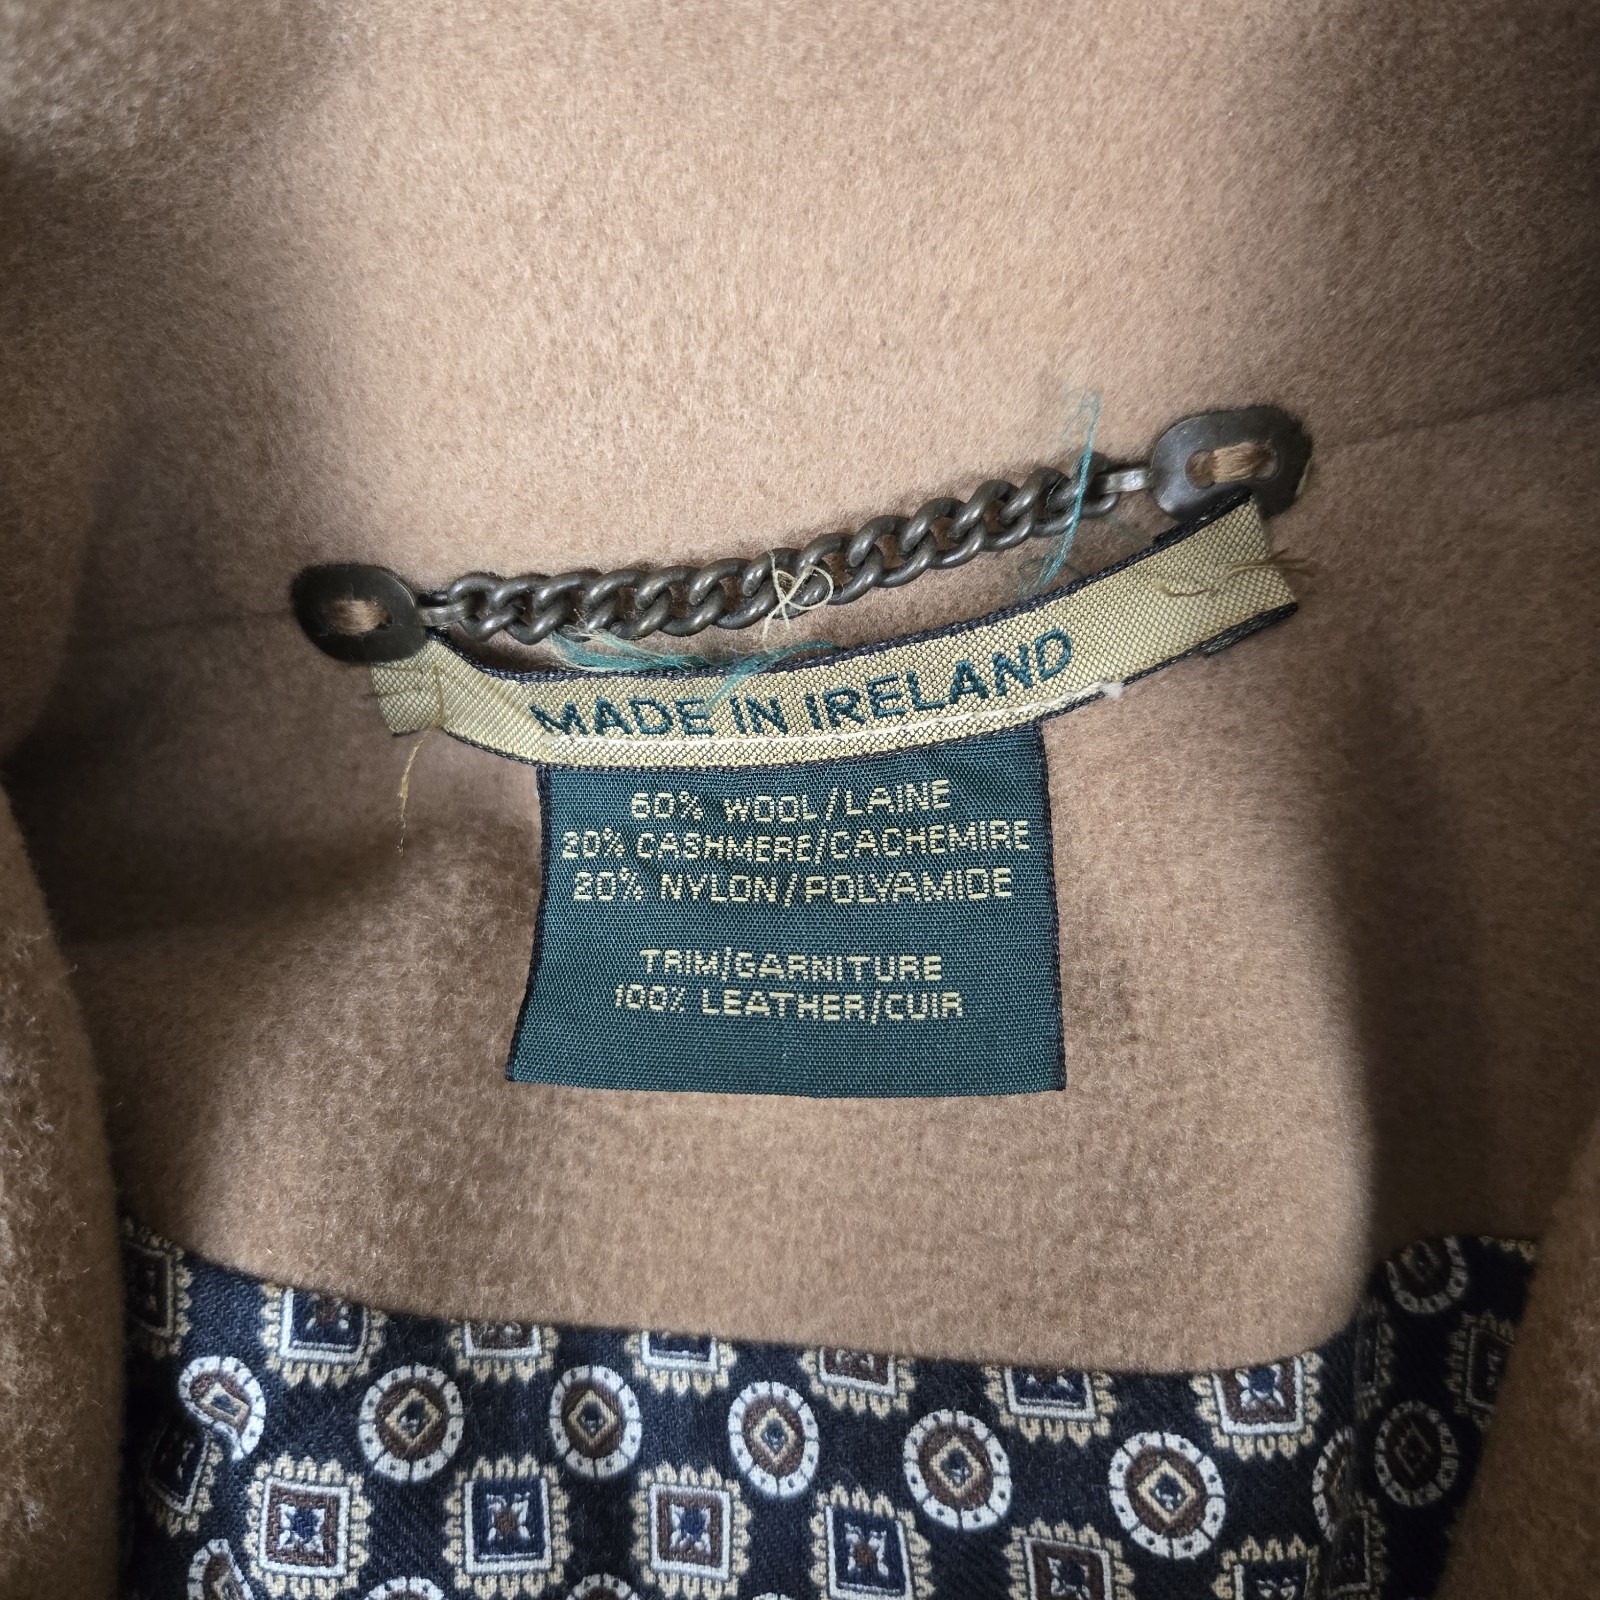 MADE IN IRELAND
60% WOOL/LAINE
20% CASHMERE/CACHEMIRE
20% NYLON/POLYAMIDE
TRIM/GARNITURE
100% LEATHER/CUIR